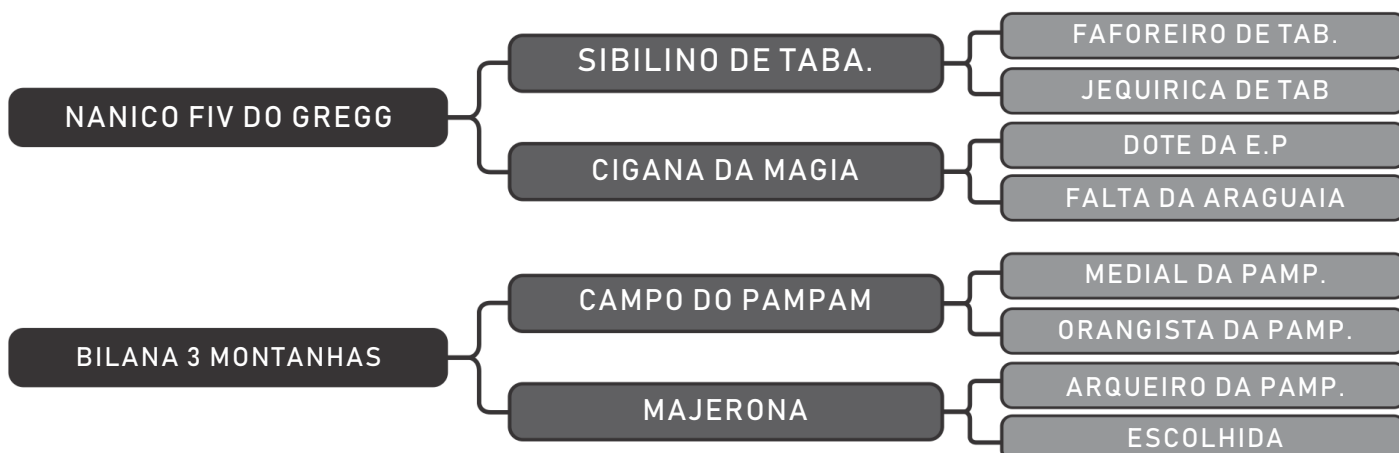 NANICO FIV DO GREGG
SIBILINO DE TABA.
FAFOREIRO DE TAB.
JEQUIRICA DE TAB
CIGANA DA MAGIA
DOTE DA E.P
FALTA DA ARAGUAIA
BILANA 3 MONTANHAS
CAMPO DO PAMPAM
MEDIAL DA PAMP.
ORANGISTA DA PAMP.
MAJERONA
ARQUEIRO DA PAMP.
ESCOLHIDA